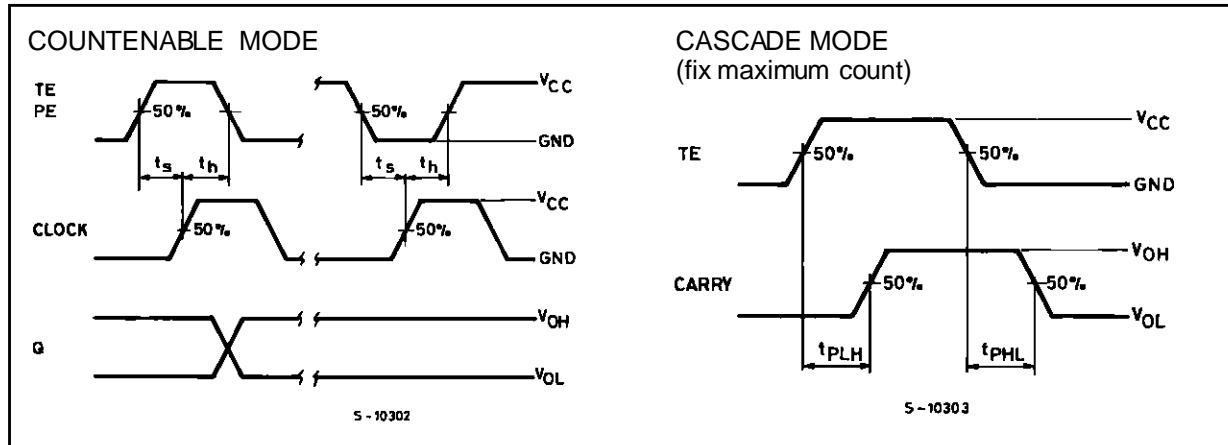 COUNTENABLE MODE
TE
PE
50%
50%
VCC
GND
ts
th
ts
th
CLOCK
50%
50%
VCC
GND
Q
VOH
VOL
S-10302
CASCADE MODE
(fix maximum count)
TE
50%
50%
VCC
GND
CARRY
50%
50%
VOH
VOL
tPLH
tPHL
S-10303